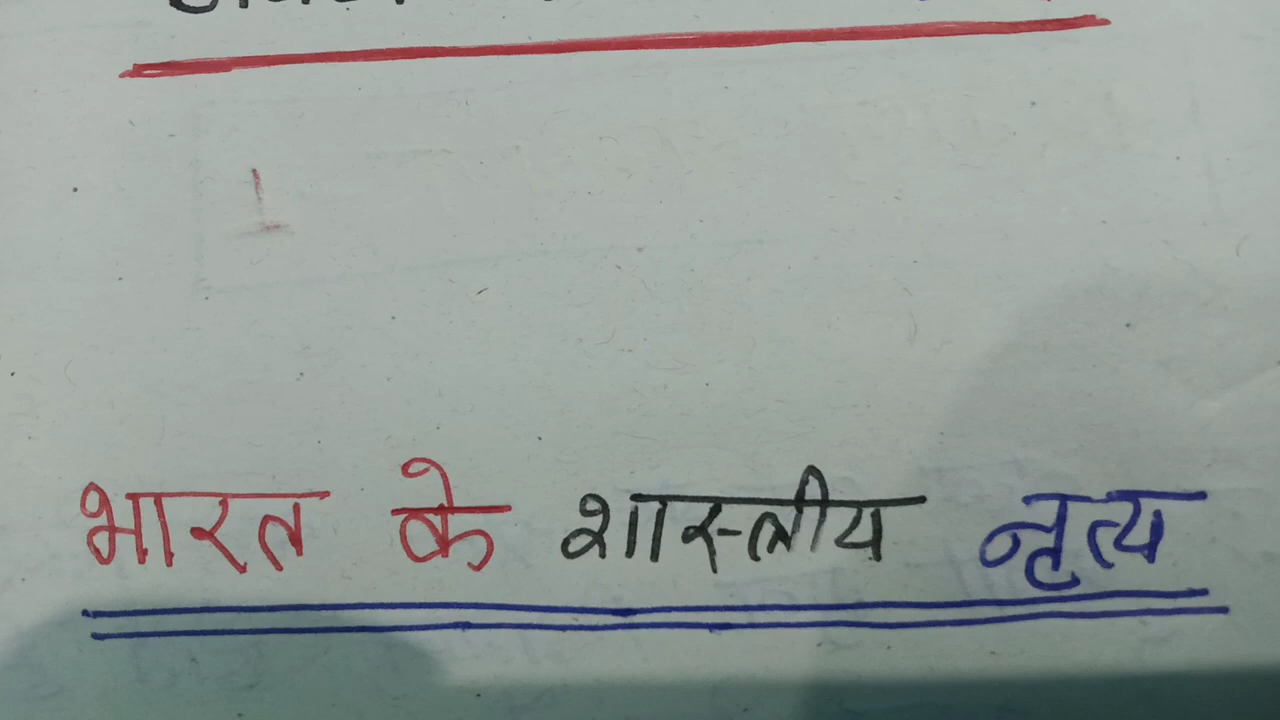 भारत के शास्त्रीय नृत्य